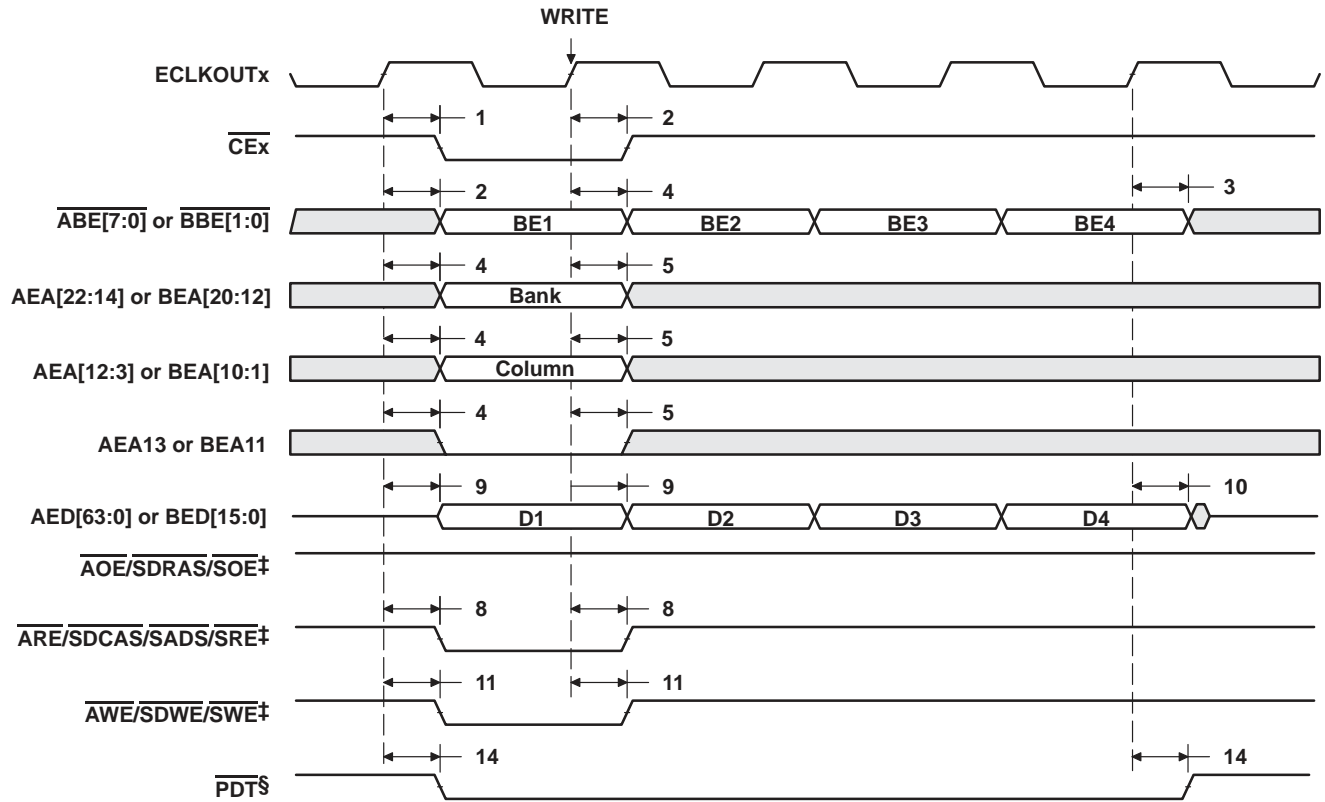 WRITE
ECLKOUTx
1 2
CEx
2 4 3
ABE[7:0] or BBE[1:0] BE1 BE2 BE3 BE4
4 5
AEA[22:14] or BEA[20:12] Bank
4 5
AEA[12:3] or BEA[10:1] Column
4 5
AEA13 or BEA11
9 9 10
AED[63:0] or BED[15:0] D1 D2 D3 D4
AOE/SDRAS/SOE‡
8 8
ARE/SDCAS/SADS/SRE‡
11 11
AWE/SDWE/SWE‡
14 14
PDT§